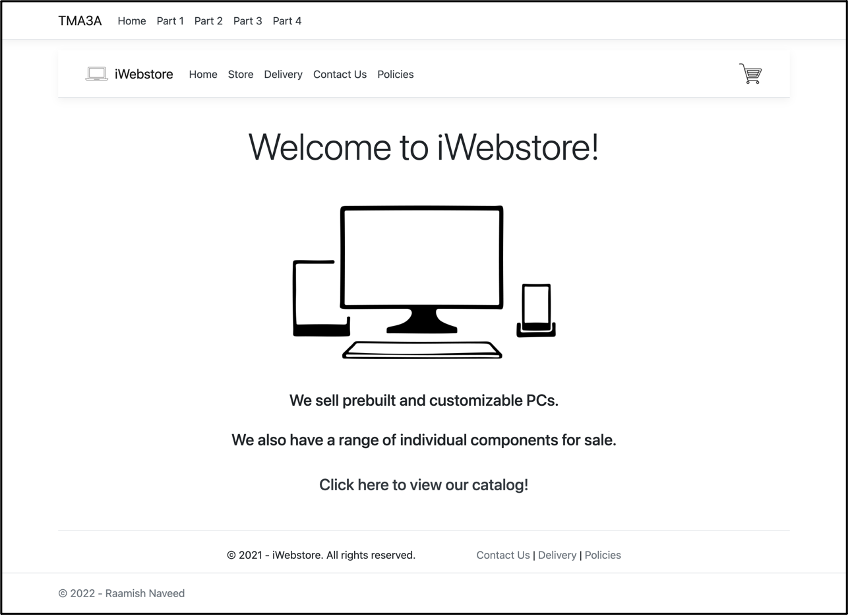 TMA3A Home Part 1 Part 2 Part 3 Part 4
iWebstore Home Store Delivery Contact Us Policies
Welcome to iWebstore!
We sell prebuilt and customizable PCs.
We also have a range of individual components for sale.
Click here to view our catalog!
© 2021 - iWebstore. All rights reserved. Contact Us | Delivery | Policies
© 2022 - Raamish Naveed